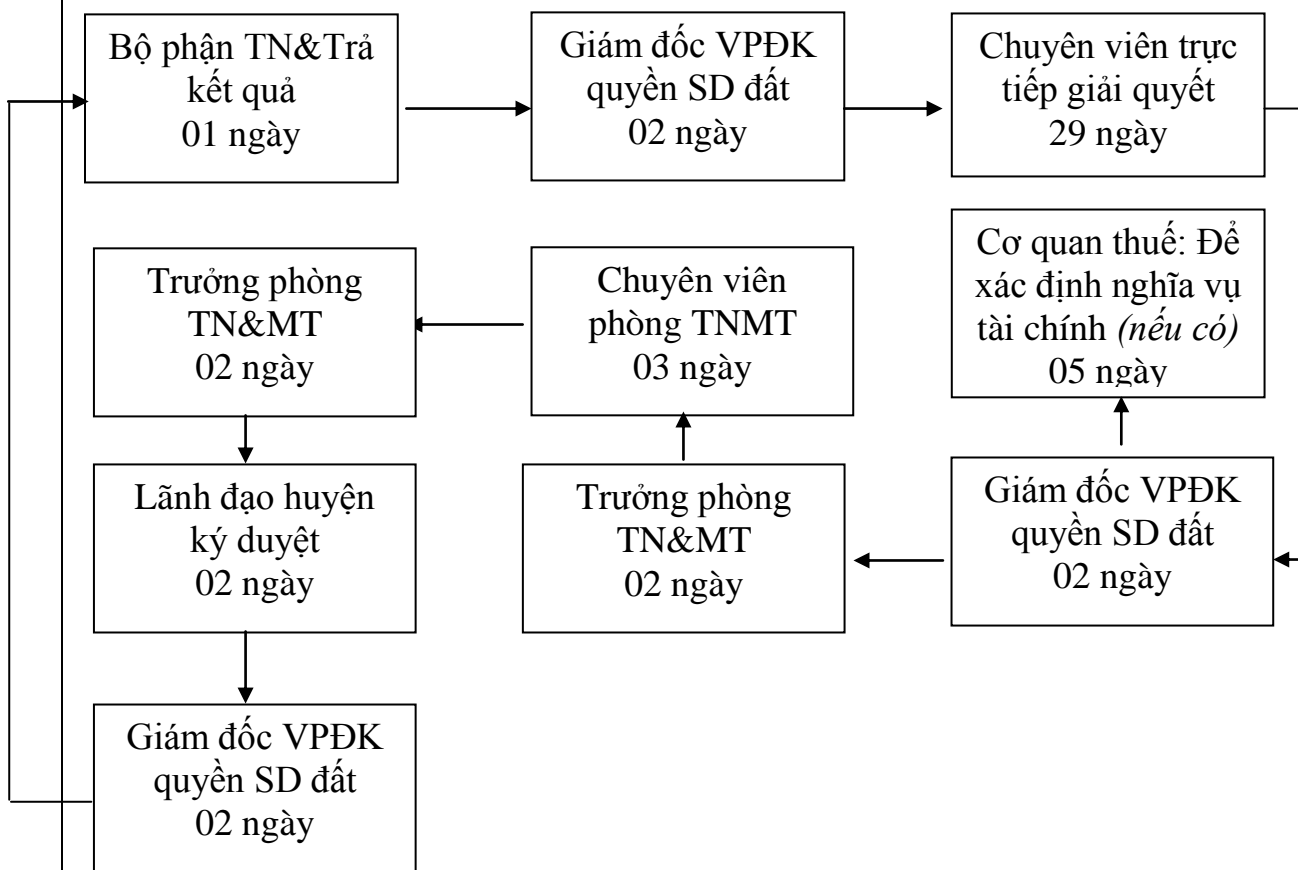 Bộ phận TN&Trả
kết quả
01 ngày
Giám đốc VPĐK
quyền SD đất
02 ngày
Chuyên viên trực
tiếp giải quyết
29 ngày
Trưởng phòng
TN&MT
02 ngày
Chuyên viên
phòng TNMT
03 ngày
Cơ quan thuế: Để
xác định nghĩa vụ
tài chính (nếu có)
05 ngày
Lãnh đạo huyện
ký duyệt
02 ngày
Trưởng phòng
TN&MT
02 ngày
Giám đốc VPĐK
quyền SD đất
02 ngày
Giám đốc VPĐK
quyền SD đất
02 ngày